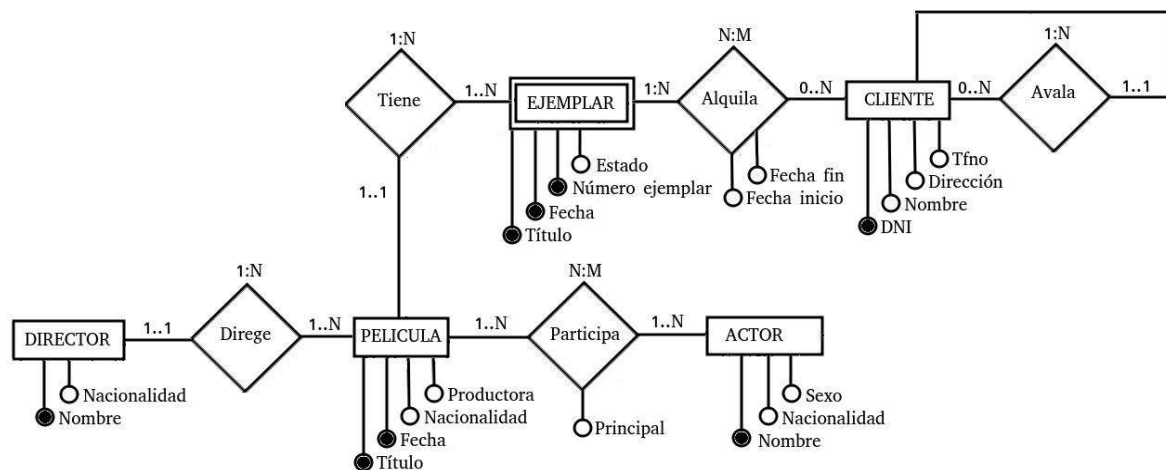 1:N
N:M
1:N
Tiene
1..N
EJEMPLAR
1:N
Alquila
0..N
CLIENTE
0..N
Avala
1..1
Estado
Número ejemplar
Fecha
Título
Fecha fin
Fecha inicio
Tfno
Dirección
Nombre
DNI
1..1
1:N
N:M
DIRECTOR
1..1
Direge
1..N
PELICULA
1..N
Participa
1..N
ACTOR
Nacionalidad
Nombre
Productora
Nacionalidad
Fecha
Título
Principal
Sexo
Nacionalidad
Nombre